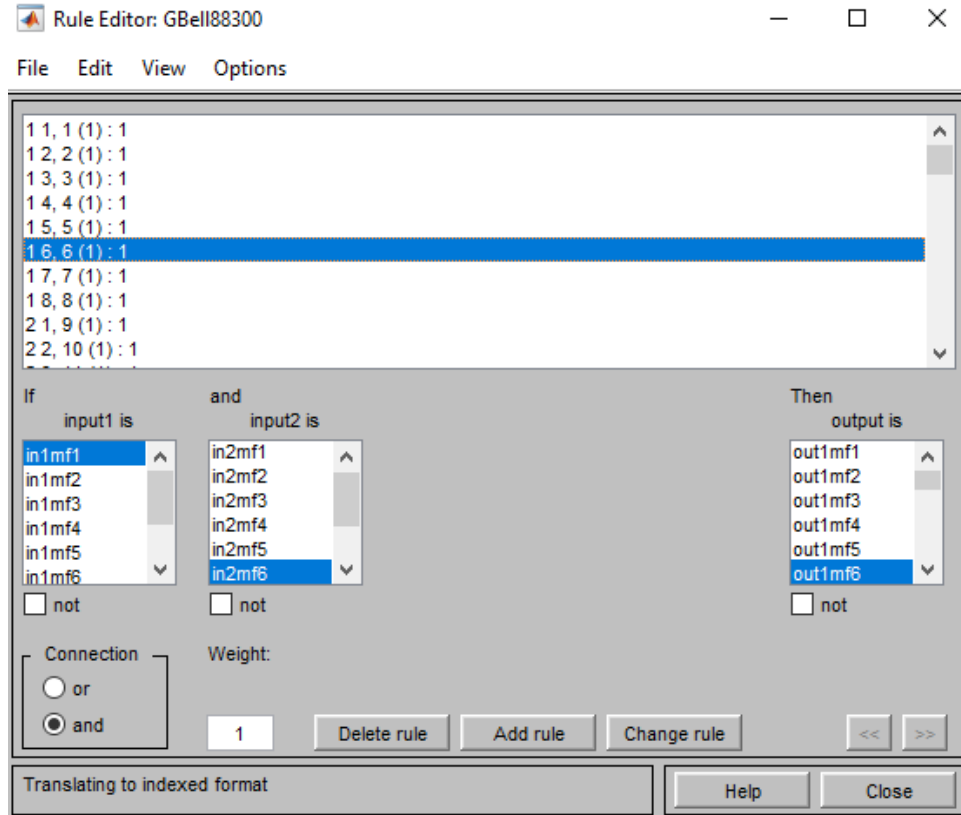 Rule Editor: GBell88300
File Edit View Options
1 1, 1 (1) : 1
1 2, 2 (1) : 1
1 3, 3 (1) : 1
1 4, 4 (1) : 1
1 5, 5 (1) : 1
1 6, 6 (1) : 1
1 7, 7 (1) : 1
1 8, 8 (1) : 1
2 1, 9 (1) : 1
2 2, 10 (1) : 1
If and Then
input1 is input2 is output is
in1mf1 in2mf1 out1mf1
in1mf2 in2mf2 out1mf2
in1mf3 in2mf3 out1mf3
in1mf4 in2mf4 out1mf4
in1mf5 in2mf5 out1mf5
in1mf6 in2mf6 out1mf6
not not not
Connection Weight:
or
and 1 Delete rule Add rule Change rule << >>
Translating to indexed format Help Close